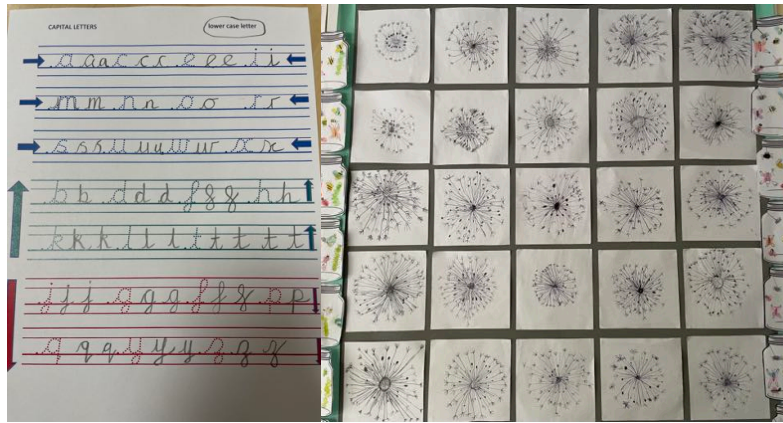 CAPITAL LETTERS lower case letter
a a a c c c e e e i i
m m n n o o r r
s s s u u u w w x x
b b d d d f f f h h
k k k l l l t t t t t
j j j g g g f f f p p
q q q y y y z z z